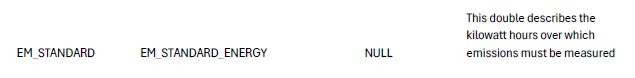 This double describes the
kilowatt hours over which
EM_STANDARD EM_STANDARD_ENERGY NULL emissions must be measured